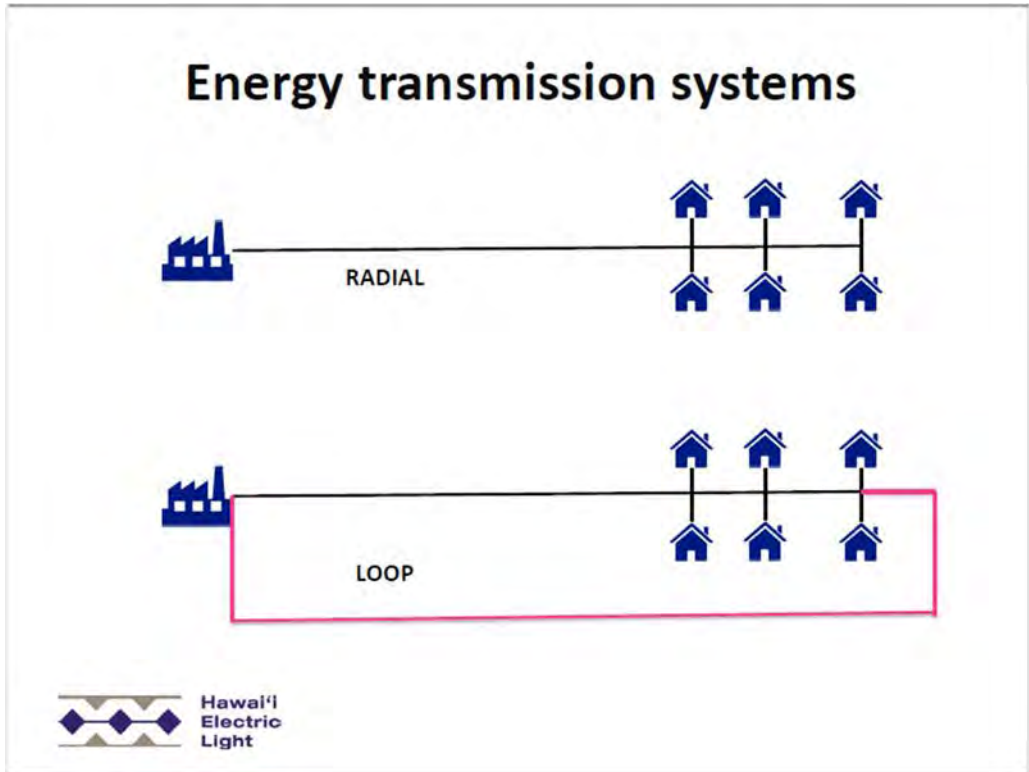 Energy transmission systems
RADIAL
LOOP
Hawai‘i
Electric
Light